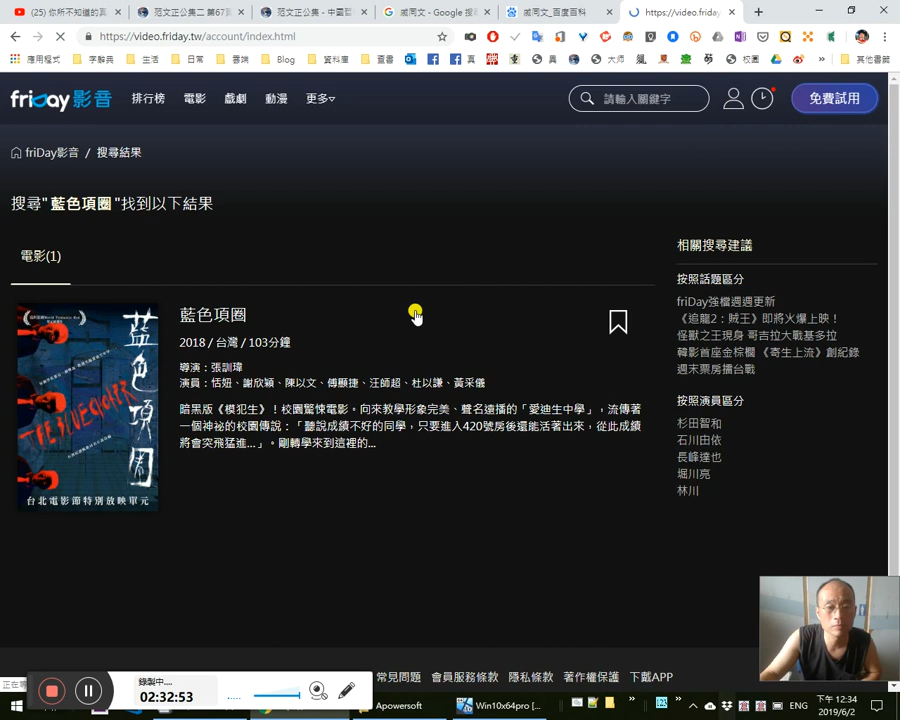 (25) 你所不知道的
范文正公集二 第67頁
范文正公集 - 中國哲
戚同文 - Google 搜尋
戚同文_百度百科
https://video.friday
https://video.friday.tw/account/index.html
應用程式
字駭兵
生活
日常
雲端
Blog
資料庫
查書
真
異
大師
校園
其他書籤
friDay影音
排行榜
電影
戲劇
動漫
更多
請輸入關鍵字
免費試用
friDay影音 / 搜尋結果
搜尋"藍色項圈"找到以下結果
電影(1)
藍色項圈
2018 / 台灣 / 103分鐘
導演：張訓瑋
演員：恬妞、謝欣穎、陳以文、傅顯捷、汪師超、杜以謙、黃采儀
暗黑版《模犯生》！校園驚悚電影。向來教學形象完美、聲名遠播的「愛迪生中學」，流傳著
一個神祕的校園傳說：「聽說成績不好的同學，只要進入420號房後還能活著出來，從此成績
將會突飛猛進...」。剛轉學來到這裡的...
藍色項圈
THE BLUE CHOKER
台北電影節特別放映單元
相關搜尋建議
按照話題區分
friDay強檔週週更新
《追龍2：賊王》即將火爆上映！
怪獸之王現身 哥吉拉大戰基多拉
韓影首座金棕櫚 《寄生上流》創紀錄
週末票房擂台戰
按照演員區分
杉田智和
石川由依
長峰達也
堀川亮
林川
常見問題
會員服務條款
隱私條款
著作權保護
下載APP
錄製中....
02:32:53
Apowersoft
Win10x64pro [...
ENG
下午 12:34
2019/6/2